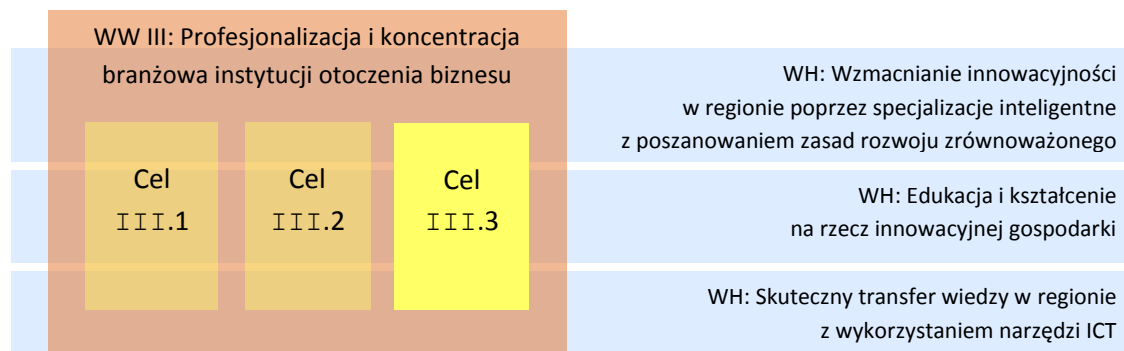 WW III: Profesjonalizacja i koncentracja
branżowa instytucji otoczenia biznesu
WH: Wzmacnianie innowacyjności
w regionie poprzez specjalizacje inteligentne
z poszanowaniem zasad rozwoju zrównoważonego
Cel
III.1
Cel
III.2
Cel
III.3
WH: Edukacja i kształcenie
na rzecz innowacyjnej gospodarki
WH: Skuteczny transfer wiedzy w regionie
z wykorzystaniem narzędzi ICT